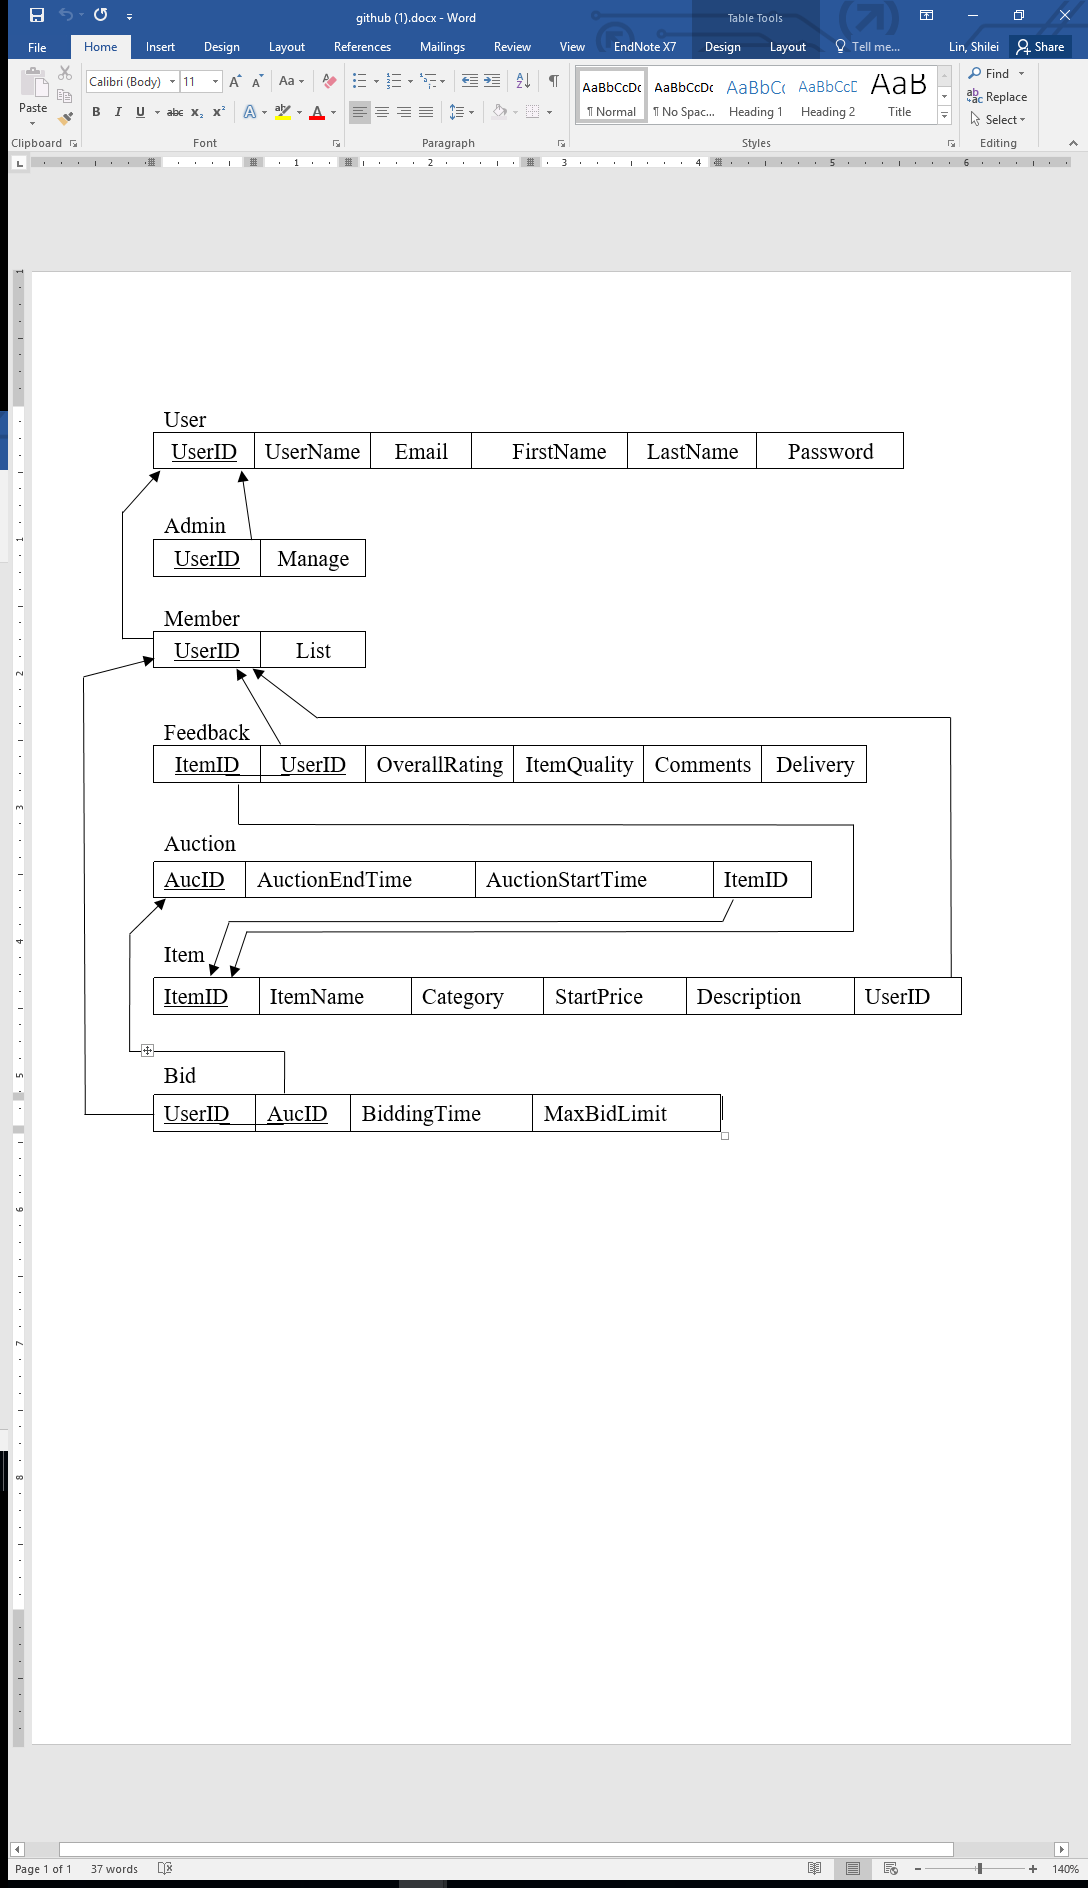 github (1).docx - Word
Table Tools
File Home Insert Design Layout References Mailings Review View EndNote X7 Design Layout Tell me... Lin, Shilei Share
Paste
Calibri (Body) 11
Find
Replace
Select
AaBbCcDc AaBbCcDc AaBbCc AaBbCcD AaB
¶ Normal ¶ No Spac... Heading 1 Heading 2 Title
Clipboard Font Paragraph Styles Editing
User
UserID UserName Email FirstName LastName Password
Admin
UserID Manage
Member
UserID List
Feedback
ItemID UserID OverallRating ItemQuality Comments Delivery
Auction
AucID AuctionEndTime AuctionStartTime ItemID
Item
ItemID ItemName Category StartPrice Description UserID
Bid
UserID AucID BiddingTime MaxBidLimit
Page 1 of 1 37 words 140%